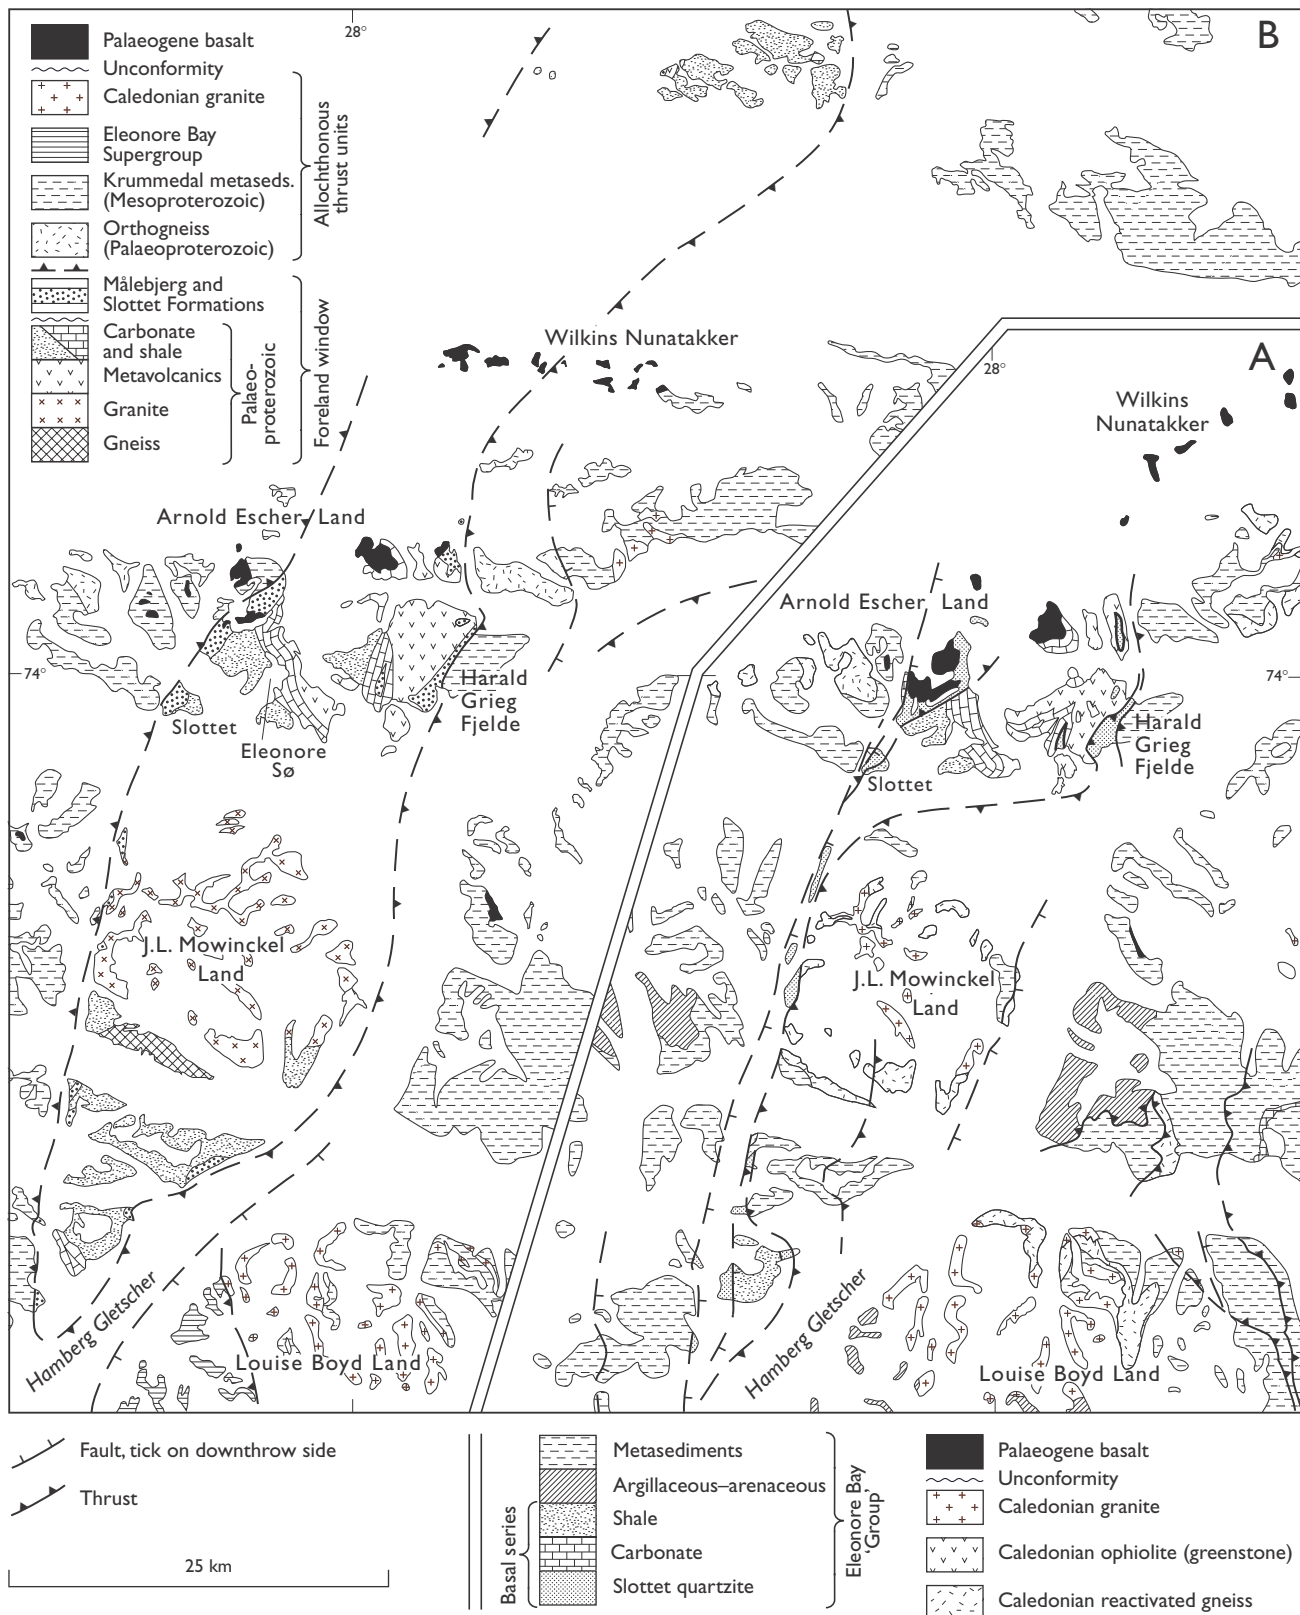 B
28°
Palaeogene basalt
Unconformity
Caledonian granite
Eleonore Bay
Supergroup
Krummedal metaseds.
(Mesoproterozoic)
Orthogneiss
(Palaeoproterozoic)
Allochthonous
thrust units
Målebjerg and
Slottet Formations
Carbonate
and shale
Metavolcanics
Granite
Gneiss
Palaeo-
proterozoic
Foreland window
Wilkins Nunatakker
Arnold Escher Land
74°
Slottet
Eleonore
Sø
Harald
Grieg
Fjelde
J.L. Mowinckel
Land
Hamberg Gletscher
Louise Boyd Land
A
28°
Wilkins
Nunatakker
Arnold Escher Land
74°
Harald
Grieg
Fjelde
Slottet
J.L. Mowinckel
Land
Hamberg Gletscher
Louise Boyd Land
Fault, tick on downthrow side
Thrust
25 km
Metasediments
Argillaceous–arenaceous
Shale
Carbonate
Slottet quartzite
Basal series
Eleonore Bay
‘Group’
Palaeogene basalt
Unconformity
Caledonian granite
Caledonian ophiolite (greenstone)
Caledonian reactivated gneiss